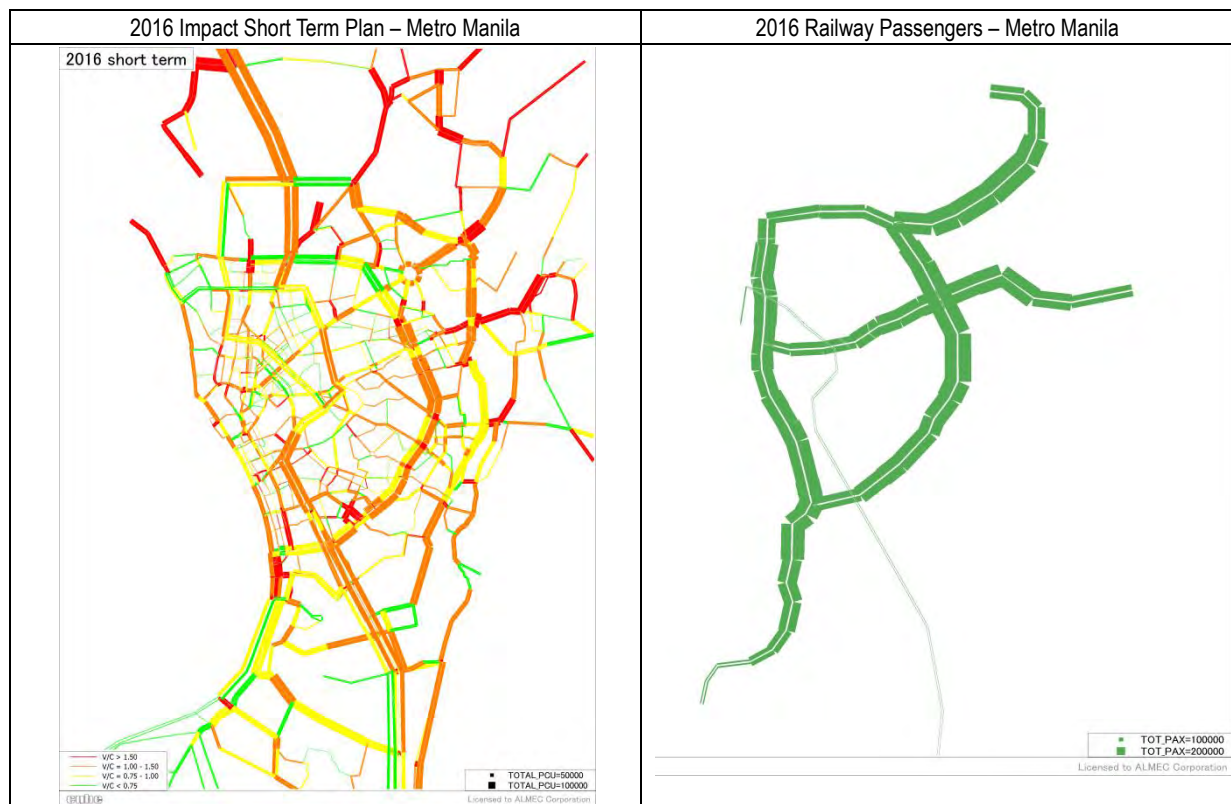 2016 Impact Short Term Plan – Metro Manila
2016 Railway Passengers – Metro Manila
2016 short term
V/C > 1.50
V/C = 1.00 - 1.50
V/C = 0.75 - 1.00
V/C < 0.75
TOTAL_PCU=50000
TOTAL_PCU=100000
Licensed to ALMEC Corporation
TOT_PAX=100000
TOT_PAX=200000
Licensed to ALMEC Corporation